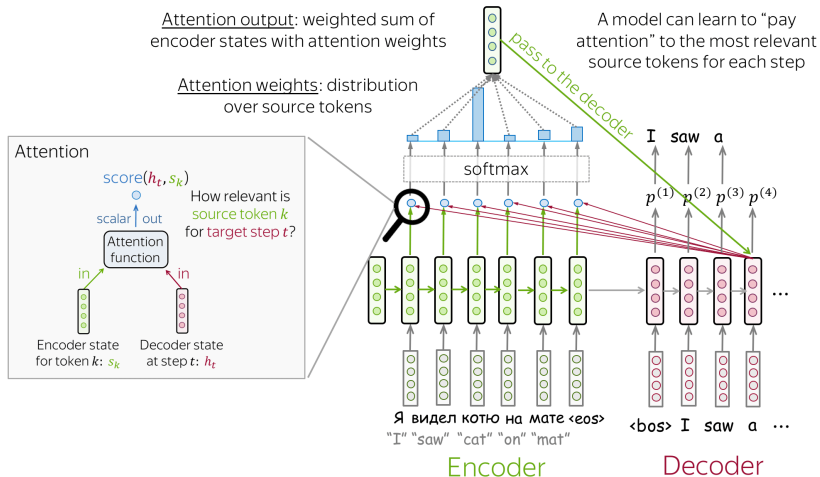 Attention output: weighted sum of
encoder states with attention weights
A model can learn to “pay
attention” to the most relevant
source tokens for each step
Attention weights: distribution
over source tokens
pass to the decoder
I saw a
softmax
p⁽¹⁾ p⁽²⁾ p⁽³⁾ p⁽⁴⁾
Attention
score(hₜ, sₖ)
scalar out
Attention
function
in in
How relevant is
source token k
for target step t?
Encoder state
for token k: sₖ
Decoder state
at step t: hₜ
...
Я видел котю на мате <eos>
“I” “saw” “cat” “on” “mat”
<bos> I saw a ...
Encoder
Decoder